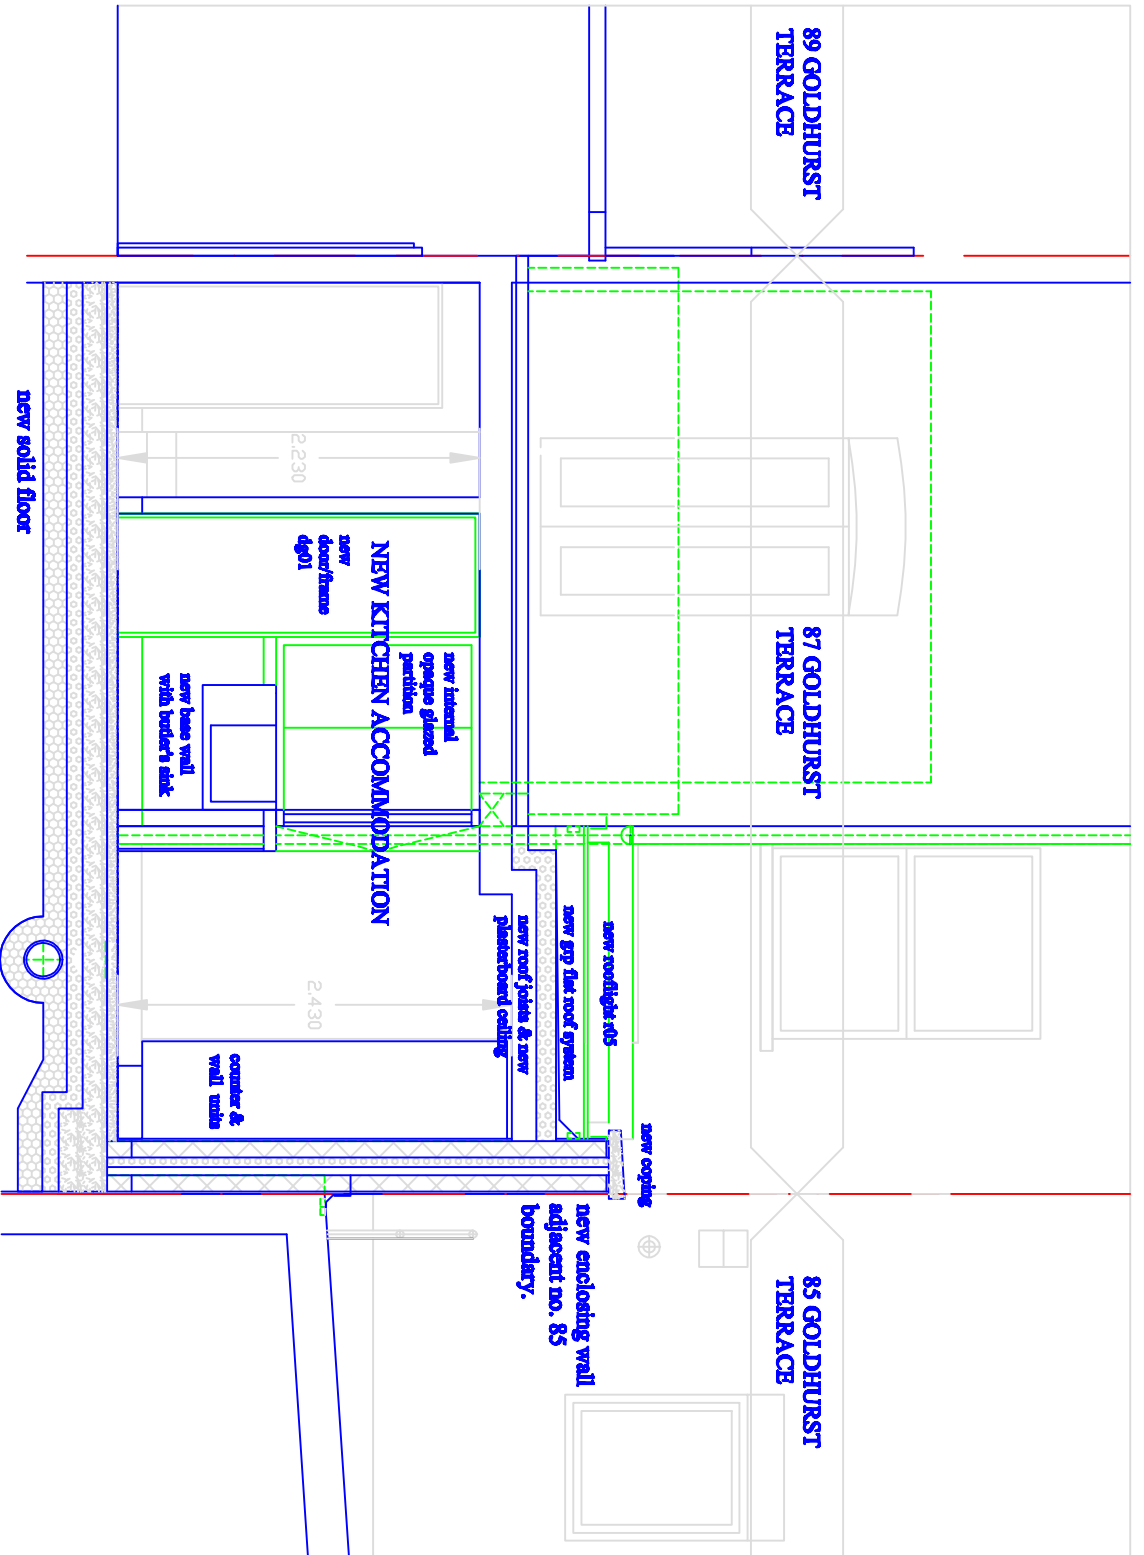 89 GOLDHURST
TERRACE
87 GOLDHURST
TERRACE
85 GOLDHURST
TERRACE
new coping
new rooflight r05
new grp flat roof system
new roof joists & new
plasterboard ceiling
new enclosing wall
adjacent no. 85
boundary.
new internal
opaque glazed
partition
NEW KITCHEN ACCOMMODATION
new
door/frame
dg01
2.230
2.430
counter &
wall units
new base wall
with butler's sink
new solid floor